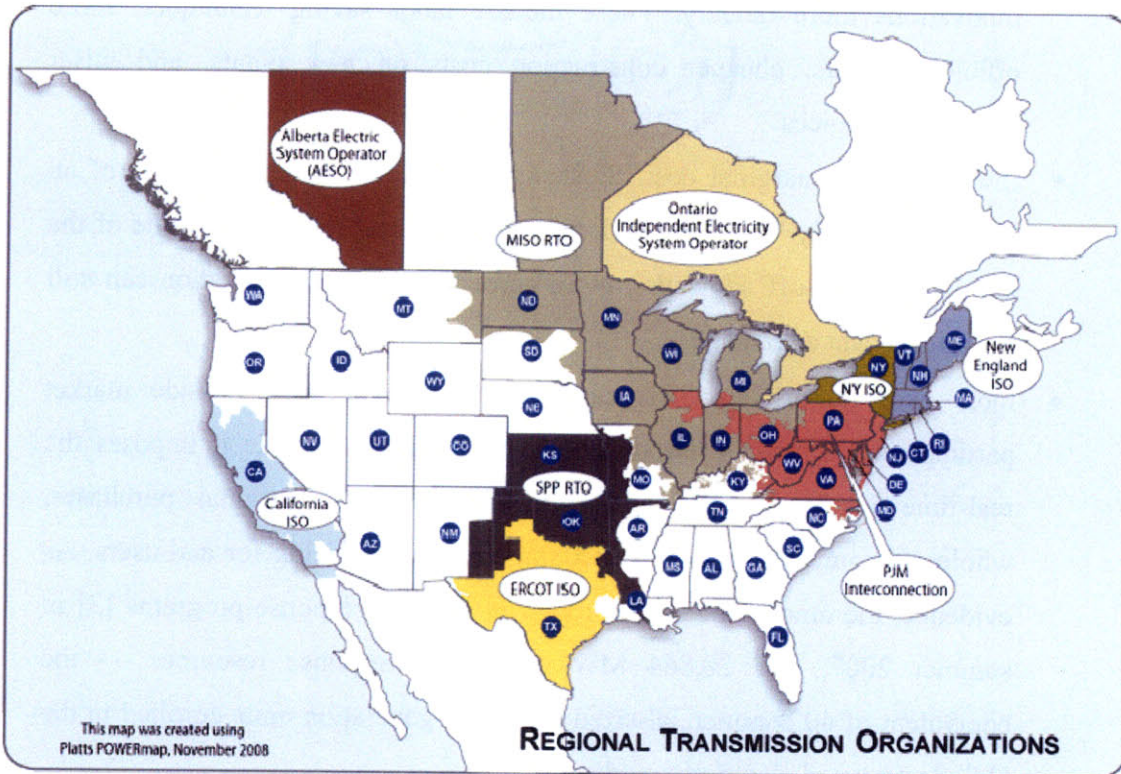 Alberta Electric
System Operator
(AESO)
MISO RTO
Ontario
Independent Electricity
System Operator
WA
MT
ND
MN
OR
ID
SD
WI
WY
MI
NY
VT
NH
ME
New
England
ISO
NY ISO
MA
NE
IA
PA
NV
UT
CO
IL
IN
OH
WV
VA
NJ
CT
RI
DE
MD
CA
California
ISO
KS
SPP RTO
MO
KY
OK
TN
NC
AZ
NM
AR
SC
PJM
Interconnection
MS
AL
GA
ERCOT ISO
LA
TX
FL
This map was created using
Platts POWERmap, November 2008
REGIONAL TRANSMISSION ORGANIZATIONS